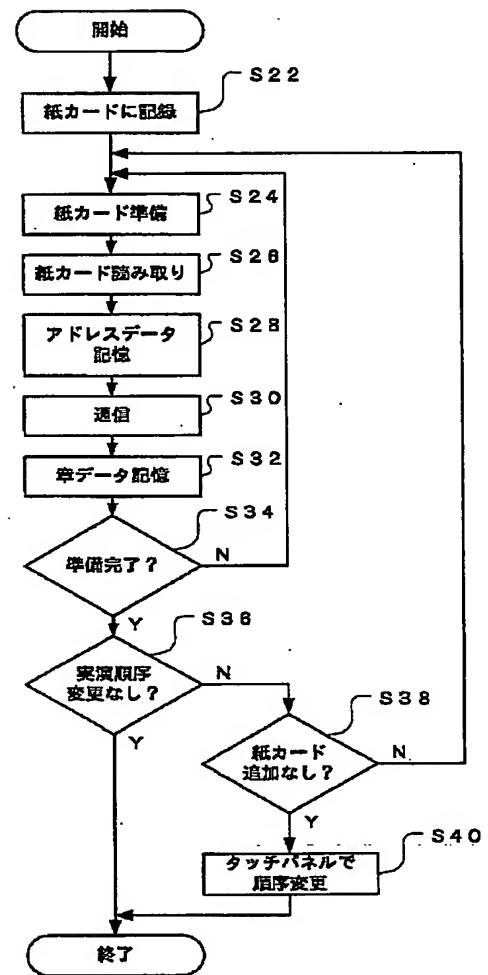 開始
S22
紙カードに記録
S24
紙カード準備
S26
紙カード読み取り
S28
アドレスデータ
記憶
S30
通信
S32
章データ記憶
S34
準備完了?
N
Y
S36
実演順序
変更なし?
N
Y
S38
紙カード
追加なし?
N
Y
S40
タッチパネルで
順序変更
終了